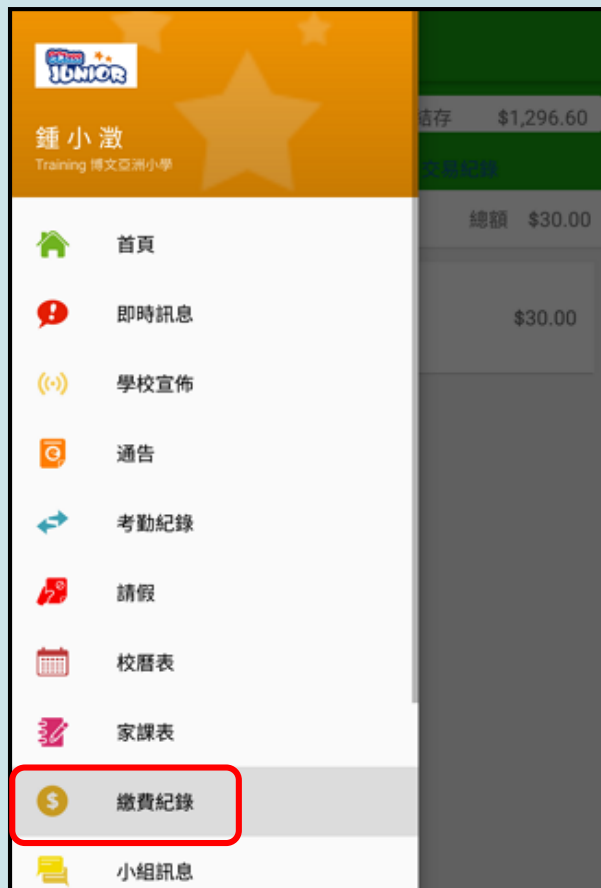 JUNIOR
鍾小澂
Training 博文亞洲小學
結存 $1,296.60
交易紀錄
總額 $30.00
$30.00
首頁
即時訊息
學校宣佈
通告
考勤紀錄
請假
校曆表
家課表
繳費紀錄
小組訊息